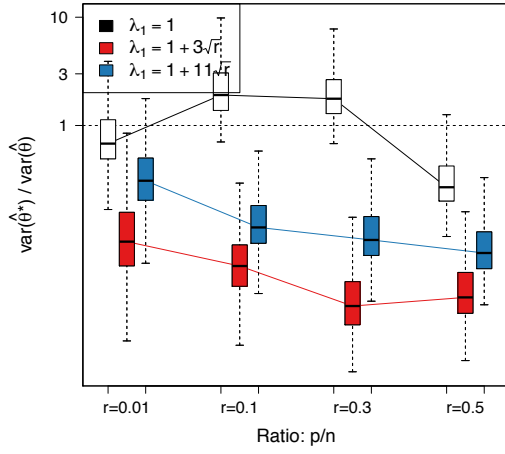 10
3
1
λ₁ = 1
λ₁ = 1 + 3√r
λ₁ = 1 + 11√r
var(θ̂*) / var(θ̂)
r=0.01 r=0.1 r=0.3 r=0.5
Ratio: p/n